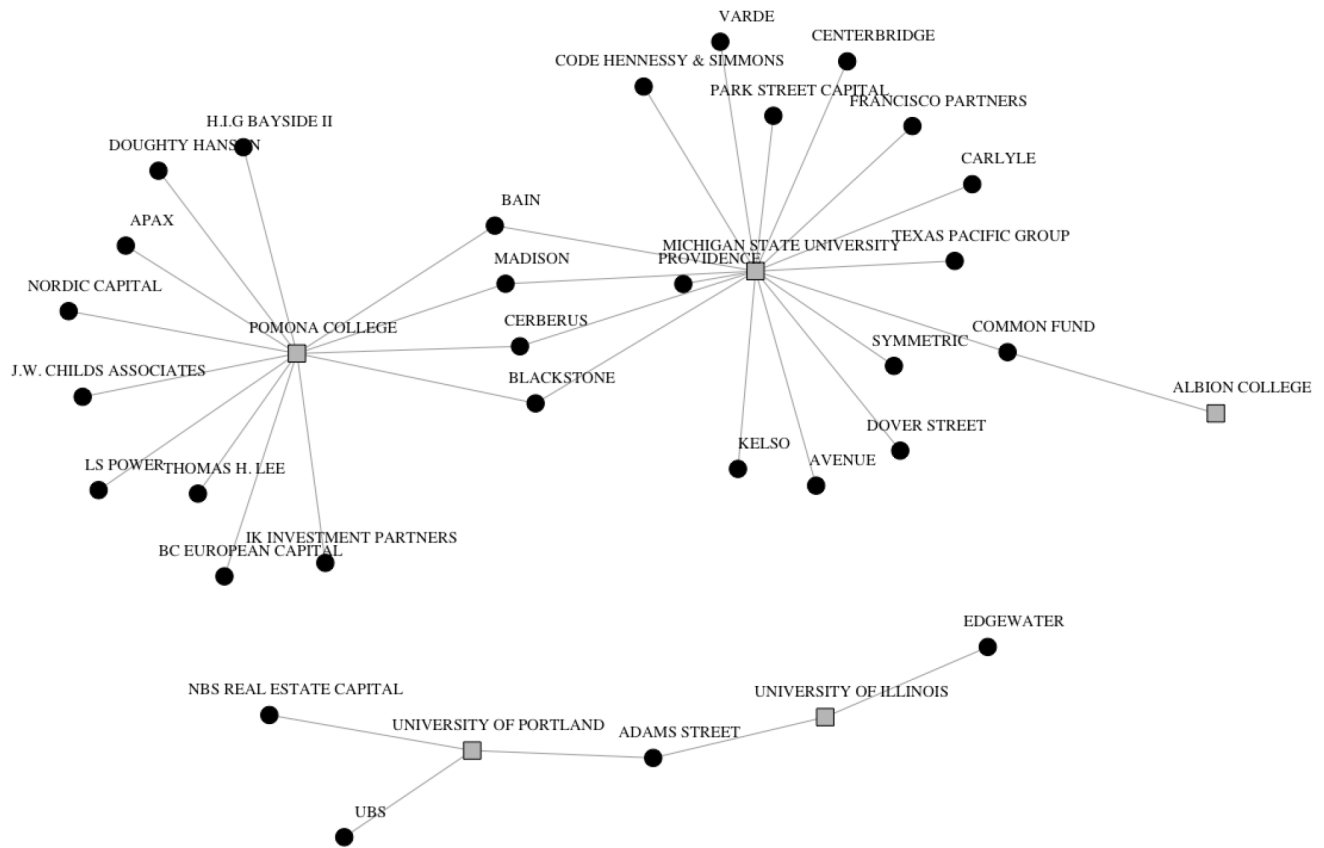 VARDE
CENTERBRIDGE
CODE HENNESSY & SIMMONS
PARK STREET CAPITAL
FRANCISCO PARTNERS
H.I.G BAYSIDE II
DOUGHTY HANSEN
CARLYLE
BAIN
APAX
TEXAS PACIFIC GROUP
MICHIGAN STATE UNIVERSITY
MADISON
PROVIDENCE
NORDIC CAPITAL
CERBERUS
POMONA COLLEGE
COMMON FUND
SYMMETRIC
J.W. CHILDS ASSOCIATES
BLACKSTONE
ALBION COLLEGE
DOVER STREET
KELSO
AVENUE
LS POWER
THOMAS H. LEE
IK INVESTMENT PARTNERS
BC EUROPEAN CAPITAL
EDGEWATER
NBS REAL ESTATE CAPITAL
UNIVERSITY OF ILLINOIS
UNIVERSITY OF PORTLAND
ADAMS STREET
UBS